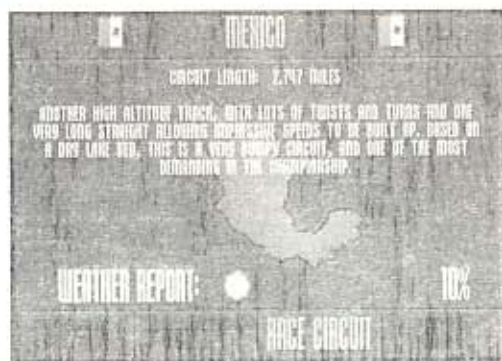 MEXICO
CIRCUIT LENGTH: 2.747 MILES
ANOTHER HIGH ALTITUDE TRACK, WITH LOTS OF TWISTS AND TURNS AND ONE
VERY LONG STRAIGHT ALLOWING IMPRESSIVE SPEEDS TO BE BUILT UP. BASED ON
A DRY LAKE BED, THIS IS A VERY BUMPY CIRCUIT, AND ONE OF THE MOST
DEMANDING IN THE CHAMPIONSHIP.
WEATHER REPORT:
10%
RACE CIRCUIT